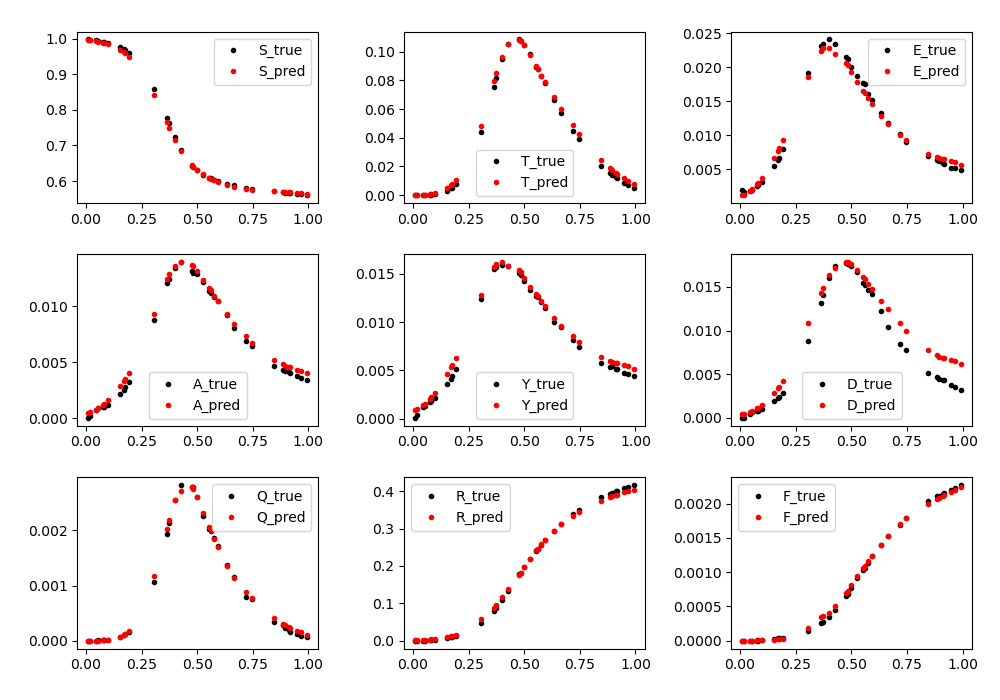 1.0
0.9
0.8
0.7
0.6
S_true
S_pred
0.00 0.25 0.50 0.75 1.00
0.10
0.08
0.06
0.04
0.02
0.00
T_true
T_pred
0.00 0.25 0.50 0.75 1.00
0.025
0.020
0.015
0.010
0.005
E_true
E_pred
0.00 0.25 0.50 0.75 1.00
0.010
0.005
0.000
A_true
A_pred
0.00 0.25 0.50 0.75 1.00
0.015
0.010
0.005
0.000
Y_true
Y_pred
0.00 0.25 0.50 0.75 1.00
0.015
0.010
0.005
0.000
D_true
D_pred
0.00 0.25 0.50 0.75 1.00
0.002
0.001
0.000
Q_true
Q_pred
0.00 0.25 0.50 0.75 1.00
0.4
0.3
0.2
0.1
0.0
R_true
R_pred
0.00 0.25 0.50 0.75 1.00
0.0020
0.0015
0.0010
0.0005
0.0000
F_true
F_pred
0.00 0.25 0.50 0.75 1.00